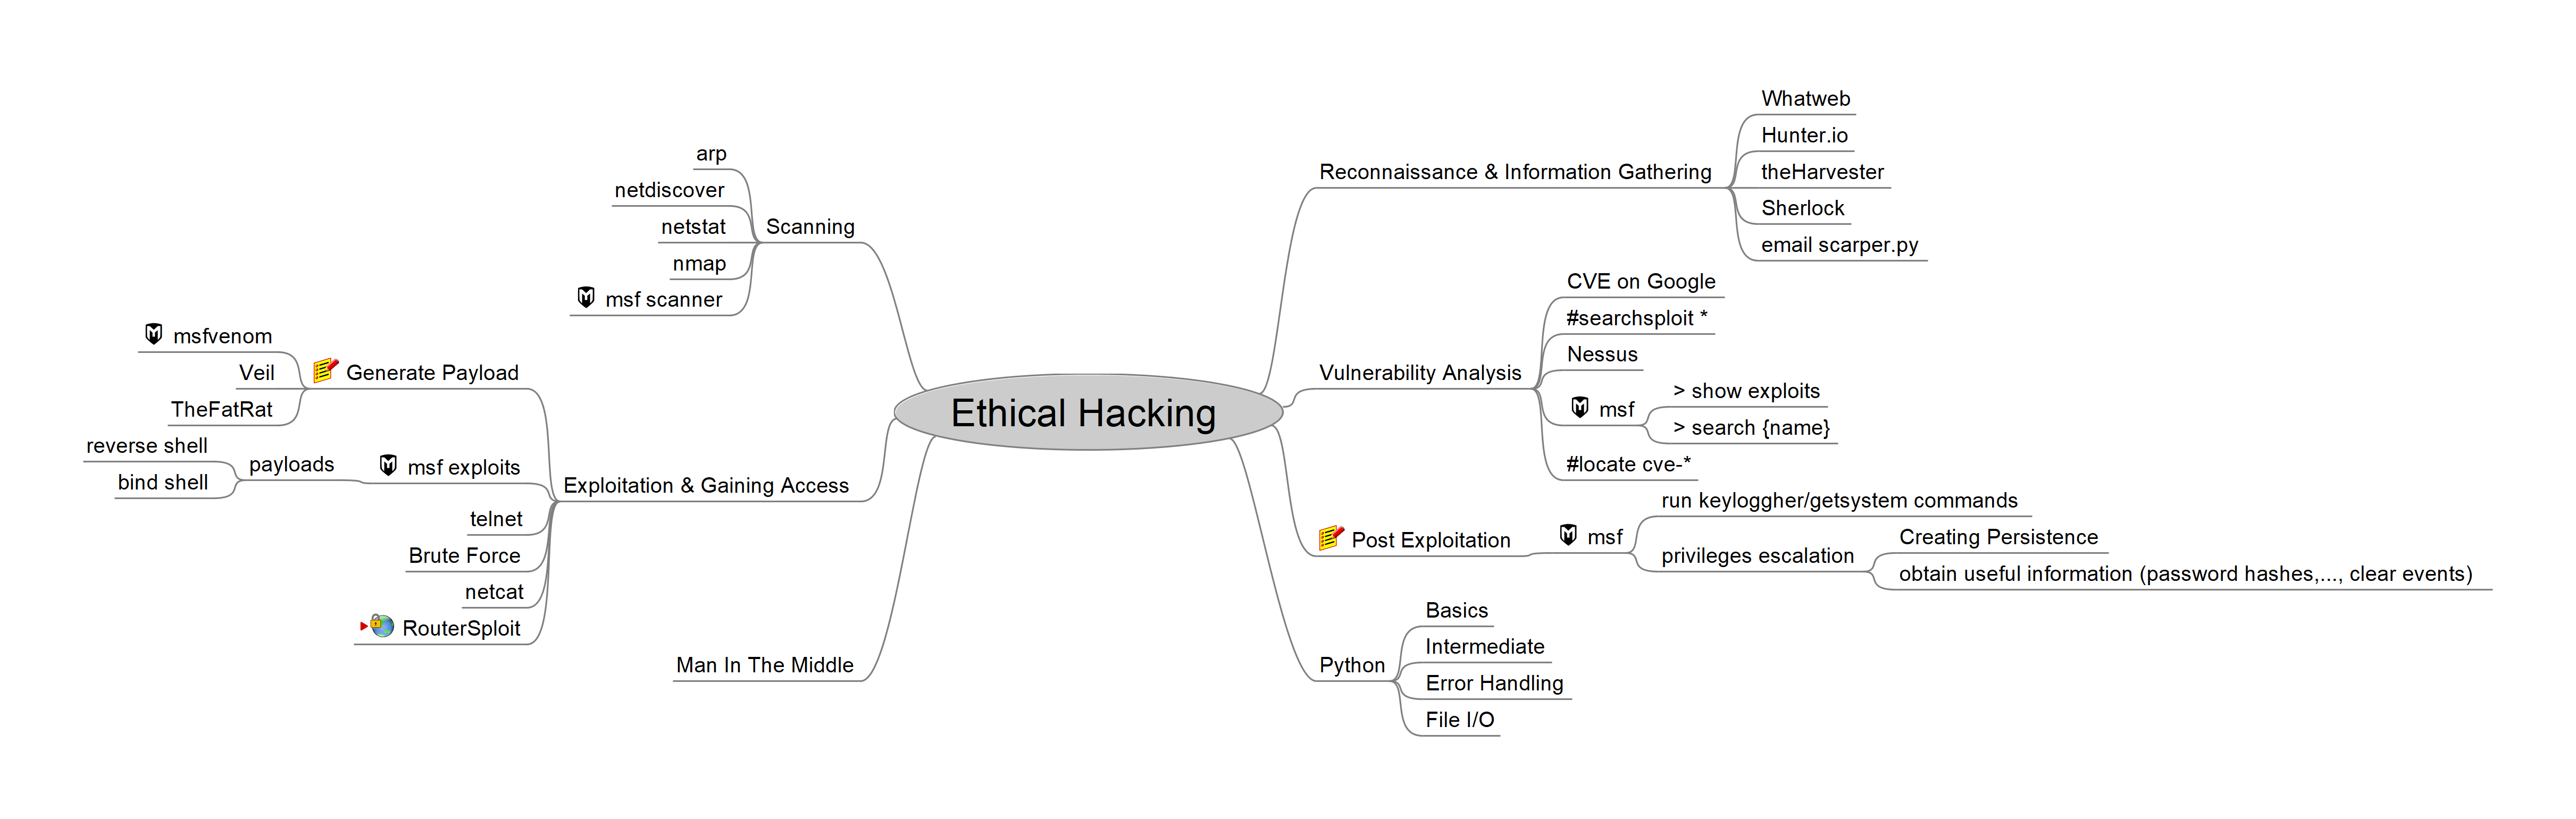 Ethical Hacking
Reconnaissance & Information Gathering
Whatweb
Hunter.io
theHarvester
Sherlock
email scarper.py
Vulnerability Analysis
CVE on Google
#searchsploit *
Nessus
msf
> show exploits
> search {name}
#locate cve-*
Post Exploitation
msf
run keyloggher/getsystem commands
privileges escalation
Creating Persistence
obtain useful information (password hashes,..., clear events)
Python
Basics
Intermediate
Error Handling
File I/O
Scanning
arp
netdiscover
netstat
nmap
msf scanner
Exploitation & Gaining Access
Generate Payload
msfvenom
Veil
TheFatRat
msf exploits
payloads
reverse shell
bind shell
telnet
Brute Force
netcat
RouterSploit
Man In The Middle